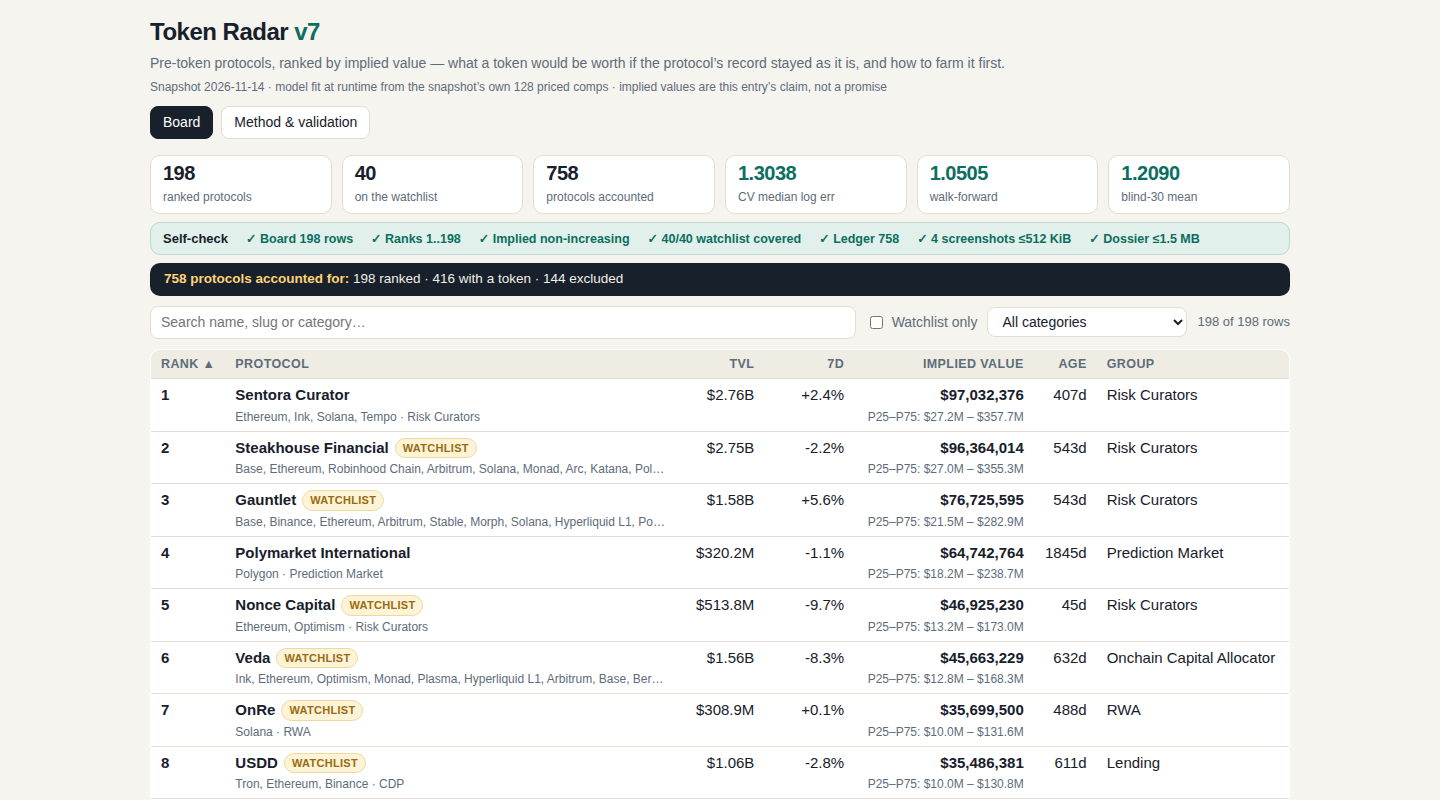 Token Radar v7
Pre-token protocols, ranked by implied value — what a token would be worth if the protocol's record stayed as it is, and how to farm it first.
Snapshot 2026-11-14 · model fit at runtime from the snapshot's own 128 priced comps · implied values are this entry's claim, not a promise
Board Method & validation
198 40 758 1.3038 1.0505 1.2090
ranked protocols on the watchlist protocols accounted CV median log err walk-forward blind-30 mean
Self-check ✓ Board 198 rows ✓ Ranks 1..198 ✓ Implied non-increasing ✓ 40/40 watchlist covered ✓ Ledger 758 ✓ 4 screenshots ≤512 KiB ✓ Dossier ≤1.5 MB
758 protocols accounted for: 198 ranked · 416 with a token · 144 excluded
Search name, slug or category… Watchlist only All categories 198 of 198 rows
RANK ▲ PROTOCOL TVL 7D IMPLIED VALUE AGE GROUP
1 Sentora Curator $2.76B +2.4% $97,032,376 407d Risk Curators
Ethereum, Ink, Solana, Tempo · Risk Curators P25–P75: $27.2M – $357.7M
2 Steakhouse Financial WATCHLIST $2.75B -2.2% $96,364,014 543d Risk Curators
Base, Ethereum, Robinhood Chain, Arbitrum, Solana, Monad, Arc, Katana, Pol… P25–P75: $27.0M – $355.3M
3 Gauntlet WATCHLIST $1.58B +5.6% $76,725,595 543d Risk Curators
Base, Binance, Ethereum, Arbitrum, Stable, Morph, Solana, Hyperliquid L1, Po… P25–P75: $21.5M – $282.9M
4 Polymarket International $320.2M -1.1% $64,742,764 1845d Prediction Market
Polygon · Prediction Market P25–P75: $18.2M – $238.7M
5 Nonce Capital WATCHLIST $513.8M -9.7% $46,925,230 45d Risk Curators
Ethereum, Optimism · Risk Curators P25–P75: $13.2M – $173.0M
6 Veda WATCHLIST $1.56B -8.3% $45,663,229 632d Onchain Capital Allocator
Ink, Ethereum, Optimism, Monad, Plasma, Hyperliquid L1, Arbitrum, Base, Ber… P25–P75: $12.8M – $168.3M
7 OnRe WATCHLIST $308.9M +0.1% $35,699,500 488d RWA
Solana · RWA P25–P75: $10.0M – $131.6M
8 USDD WATCHLIST $1.06B -2.8% $35,486,381 611d Lending
Tron, Ethereum, Binance · CDP P25–P75: $10.0M – $130.8M